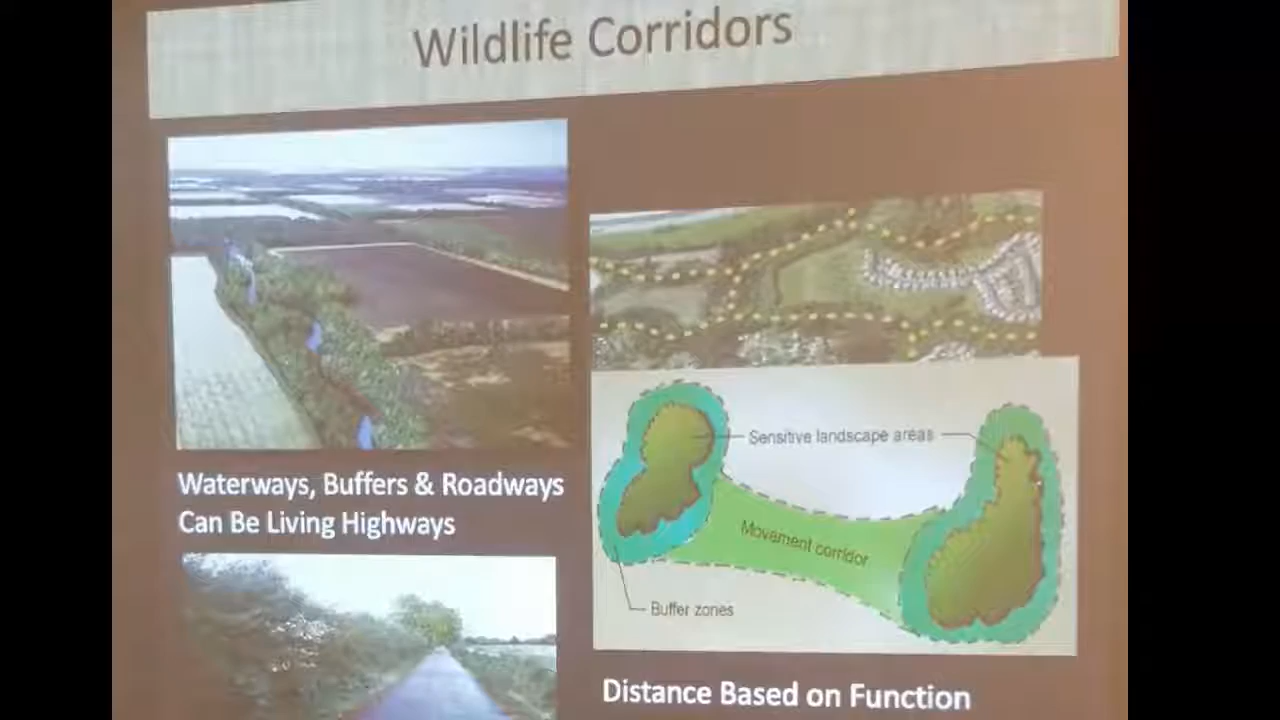 Wildlife Corridors
Waterways, Buffers & Roadways
Can Be Living Highways
Sensitive landscape areas
Movement corridor
Buffer zones
Distance Based on Function